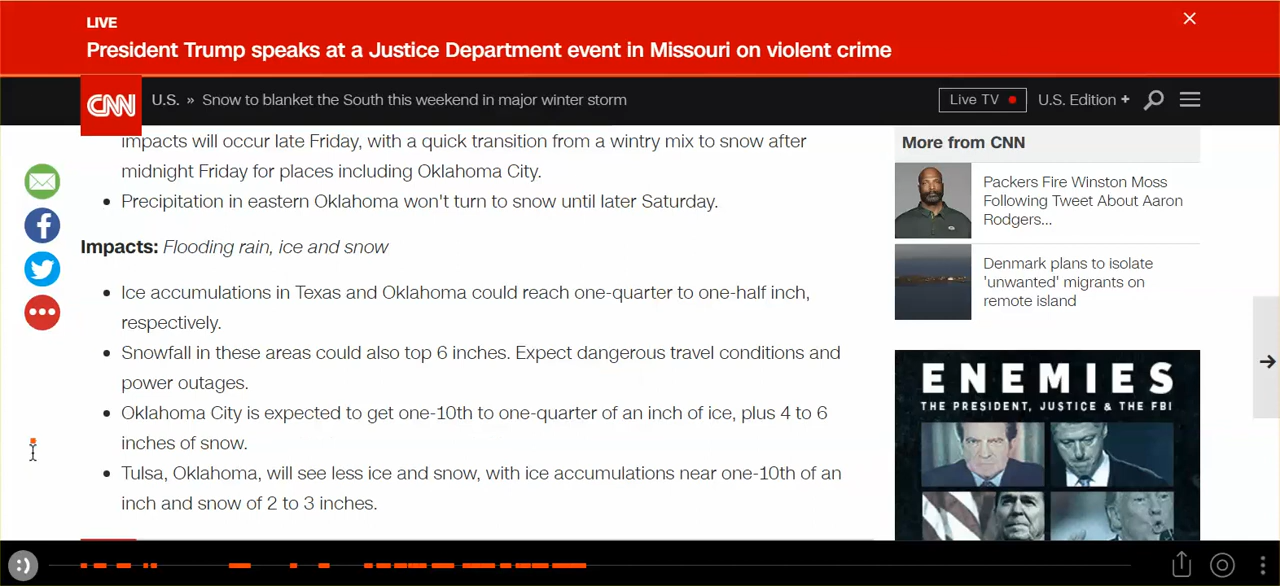 LIVE
President Trump speaks at a Justice Department event in Missouri on violent crime
CNN
U.S. » Snow to blanket the South this weekend in major winter storm
Live TV
U.S. Edition +
impacts will occur late Friday, with a quick transition from a wintry mix to snow after
midnight Friday for places including Oklahoma City.
• Precipitation in eastern Oklahoma won't turn to snow until later Saturday.
Impacts: Flooding rain, ice and snow
• Ice accumulations in Texas and Oklahoma could reach one-quarter to one-half inch,
respectively.
• Snowfall in these areas could also top 6 inches. Expect dangerous travel conditions and
power outages.
• Oklahoma City is expected to get one-10th to one-quarter of an inch of ice, plus 4 to 6
inches of snow.
• Tulsa, Oklahoma, will see less ice and snow, with ice accumulations near one-10th of an
inch and snow of 2 to 3 inches.
More from CNN
Packers Fire Winston Moss
Following Tweet About Aaron
Rodgers...
Denmark plans to isolate
'unwanted' migrants on
remote island
ENEMIES
THE PRESIDENT, JUSTICE & THE FBI